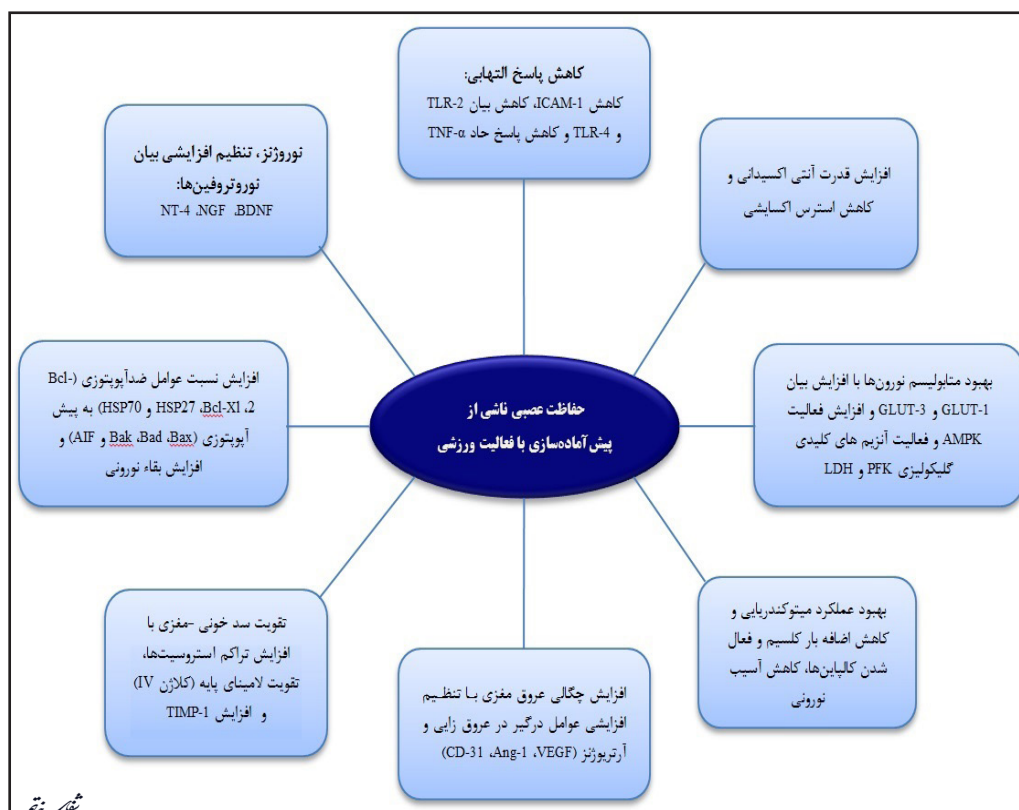 کاهش پاسخ التهابی:
کاهش ICAM-1، کاهش بیان TLR-2
و TLR-4 و کاهش پاسخ حاد TNF-α
افزایش قدرت آنتی اکسیدانی و
کاهش استرس اکسایشی
بهبود متابولیسم نورون‌ها با افزایش بیان
GLUT-1 و GLUT-3 و افزایش فعالیت
AMPK و فعالیت آنزیم های کلیدی
گلیکولیزی PFK و LDH
بهبود عملکرد میتوکندریایی و
کاهش اضافه بار کلسیم و فعال
شدن کالپاین‌ها، کاهش آسیب
نورونی
افزایش چگالی عروق مغزی با تنظیم
افزایشی عوامل درگیر در عروق زایی و
آرتریوژنز (CD-31 ،Ang-1 ،VEGF)
تقویت سد خونی -مغزی با
افزایش تراکم استروسیت‌ها،
تقویت لامینای پایه (کلاژن IV)
و افزایش TIMP-1
افزایش نسبت عوامل ضدآپوپتوزی (Bcl-
2، Bcl-Xl، HSP27 و HSP70) به پیش
آپوپتوزی (Bax، Bad، Bak و AIF) و
افزایش بقاء نورونی
نوروژنز، تنظیم افزایشی بیان
نوروتروفین‌ها:
NT-4 ،NGF ،BDNF
حفاظت عصبی ناشی از
پیش‌آماده‌سازی با فعالیت ورزشی